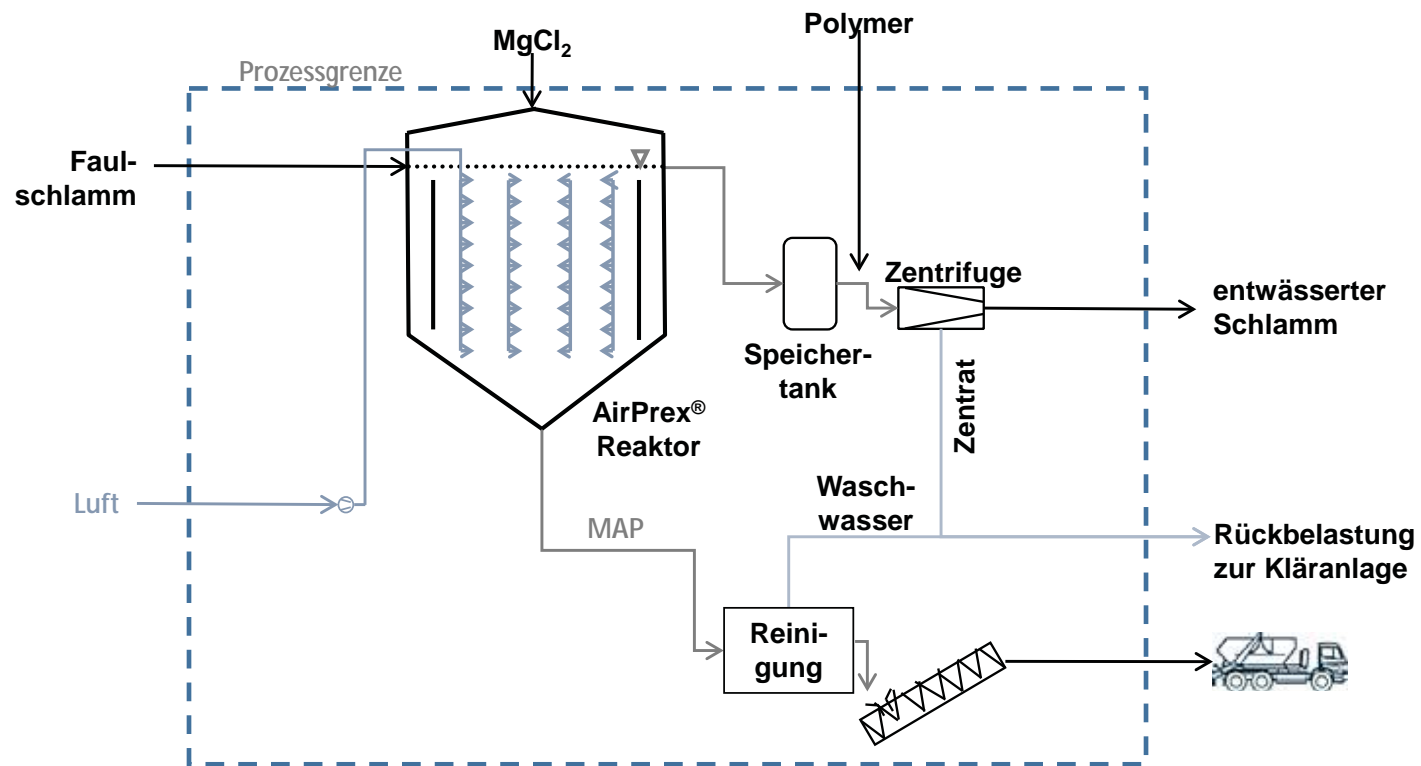 Polymer
MgCl₂
Prozessgrenze
Faul-
schlamm
Zentrifuge
entwässerter
Schlamm
Speicher-
tank
Zentrat
AirPrex®
Reaktor
Luft
Wasch-
wasser
MAP
Rückbelastung
zur Kläranlage
Reini-
gung